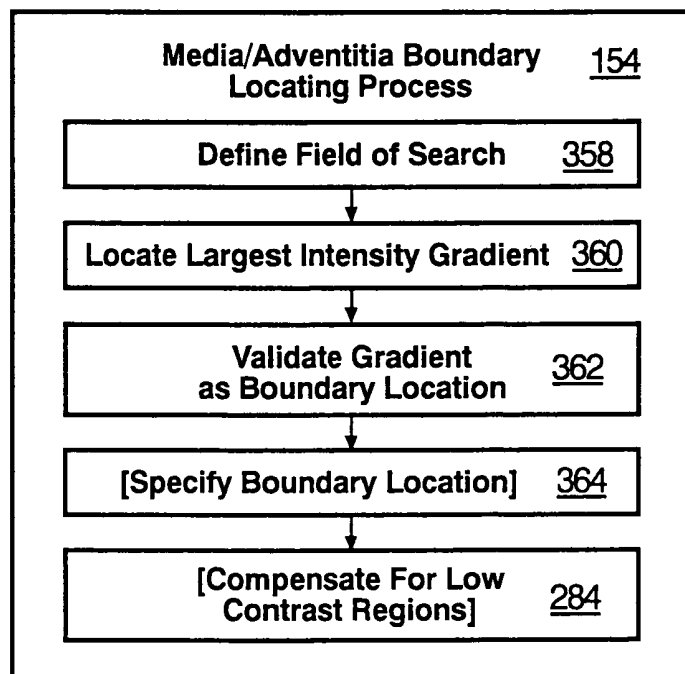 Media/Adventitia Boundary 154
Locating Process
Define Field of Search 358
Locate Largest Intensity Gradient 360
Validate Gradient 362
as Boundary Location
[Specify Boundary Location] 364
[Compensate For Low 284
Contrast Regions]